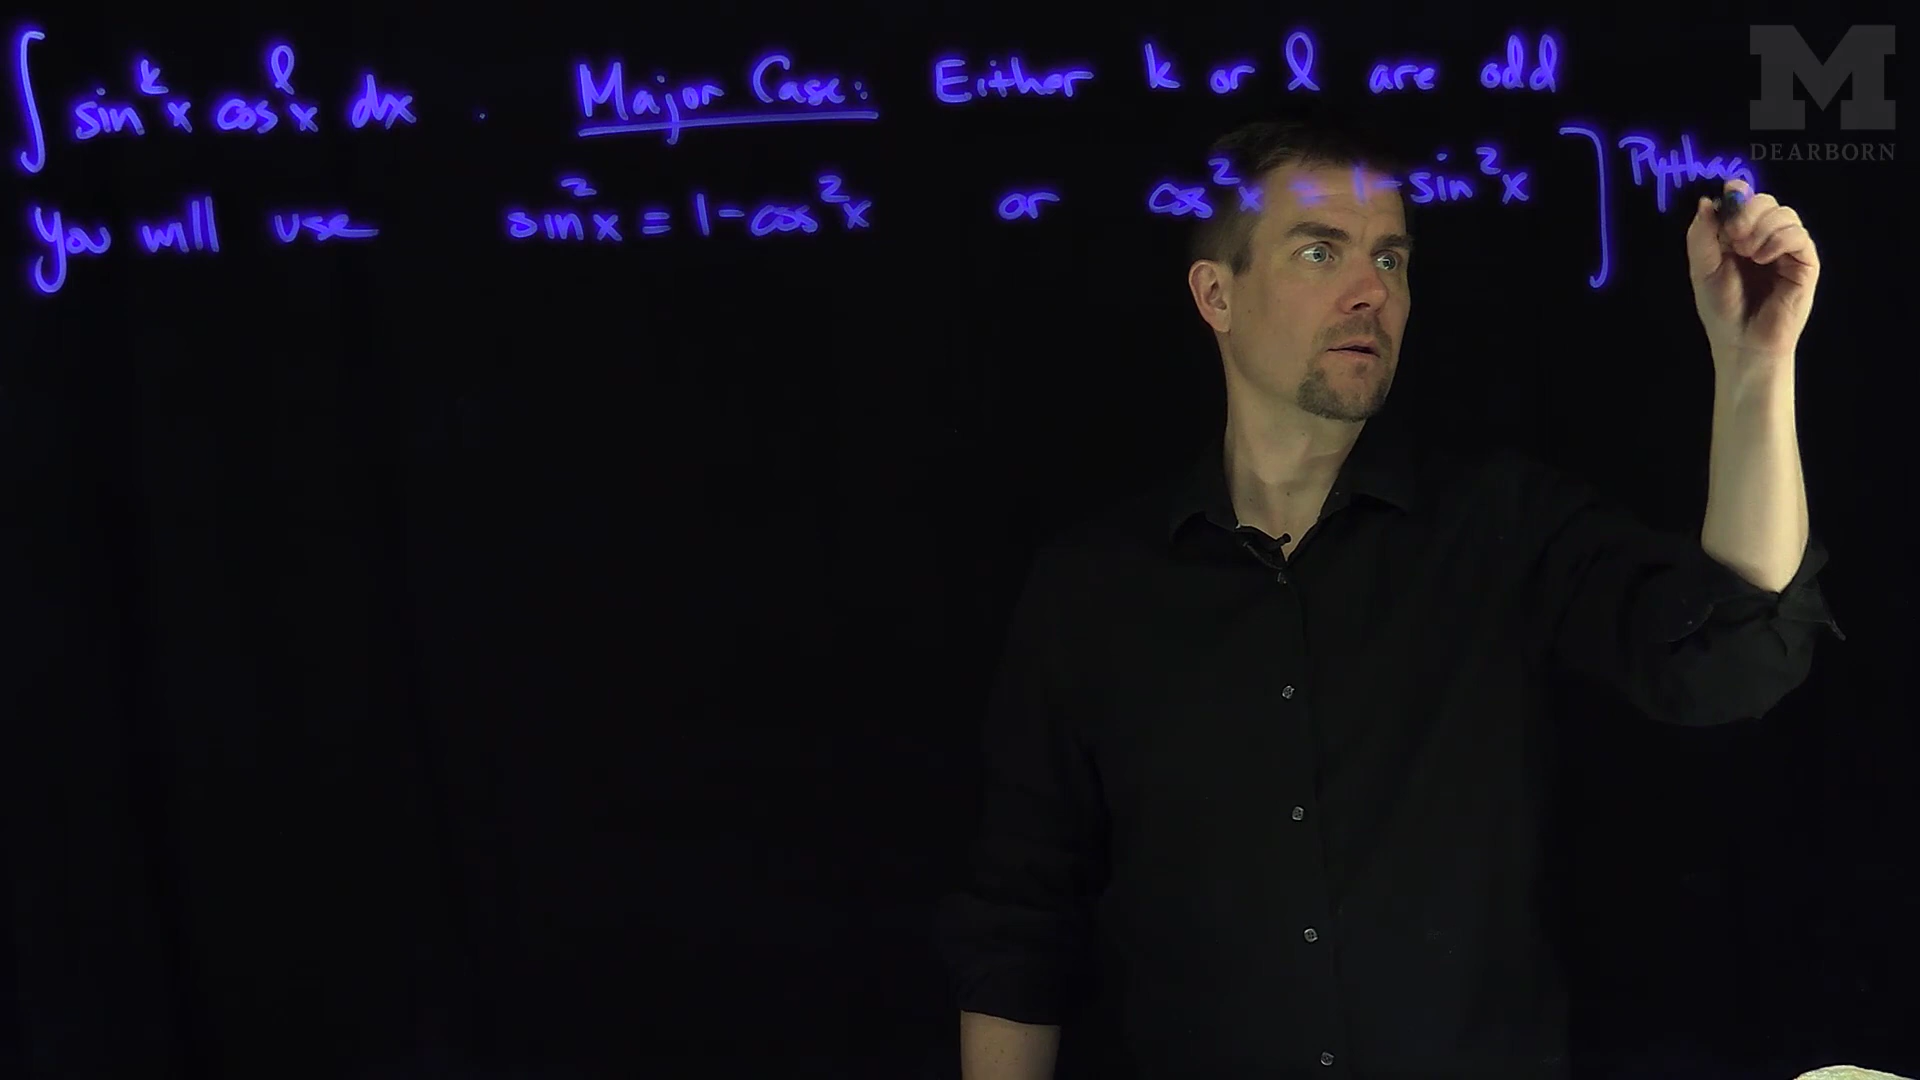 ∫ sin^k x cos^l x dx . Major Case: Either k or l are odd
you will use sin²x = 1 - cos²x or cos²x = 1 - sin²x ] Pythag
M
DEARBORN